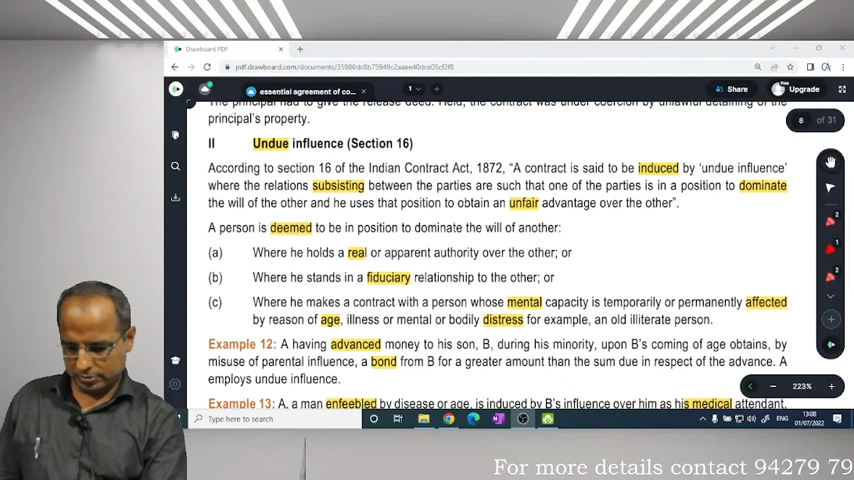 Drawboard PDF
pdf.drawboard.com/documents/35986dc8b75949c2aaee40dce05cf2f8
essential agreement of co...
1
Share
Upgrade
The principal had to give the release deed. Held, the contract was under coercion by unlawful detaining of the
principal's property.
8 of 31
II Undue influence (Section 16)
According to section 16 of the Indian Contract Act, 1872, “A contract is said to be induced by ‘undue influence’
where the relations subsisting between the parties are such that one of the parties is in a position to dominate
the will of the other and he uses that position to obtain an unfair advantage over the other”.
A person is deemed to be in position to dominate the will of another:
(a) Where he holds a real or apparent authority over the other; or
(b) Where he stands in a fiduciary relationship to the other; or
(c) Where he makes a contract with a person whose mental capacity is temporarily or permanently affected
by reason of age, illness or mental or bodily distress for example, an old illiterate person.
Example 12: A having advanced money to his son, B, during his minority, upon B's coming of age obtains, by
misuse of parental influence, a bond from B for a greater amount than the sum due in respect of the advance. A
employs undue influence.
223%
Example 13: A, a man enfeebled by disease or age, is induced by B's influence over him as his medical attendant,
Type here to search
ENG
13:08
01/07/2022
For more details contact 94279 79